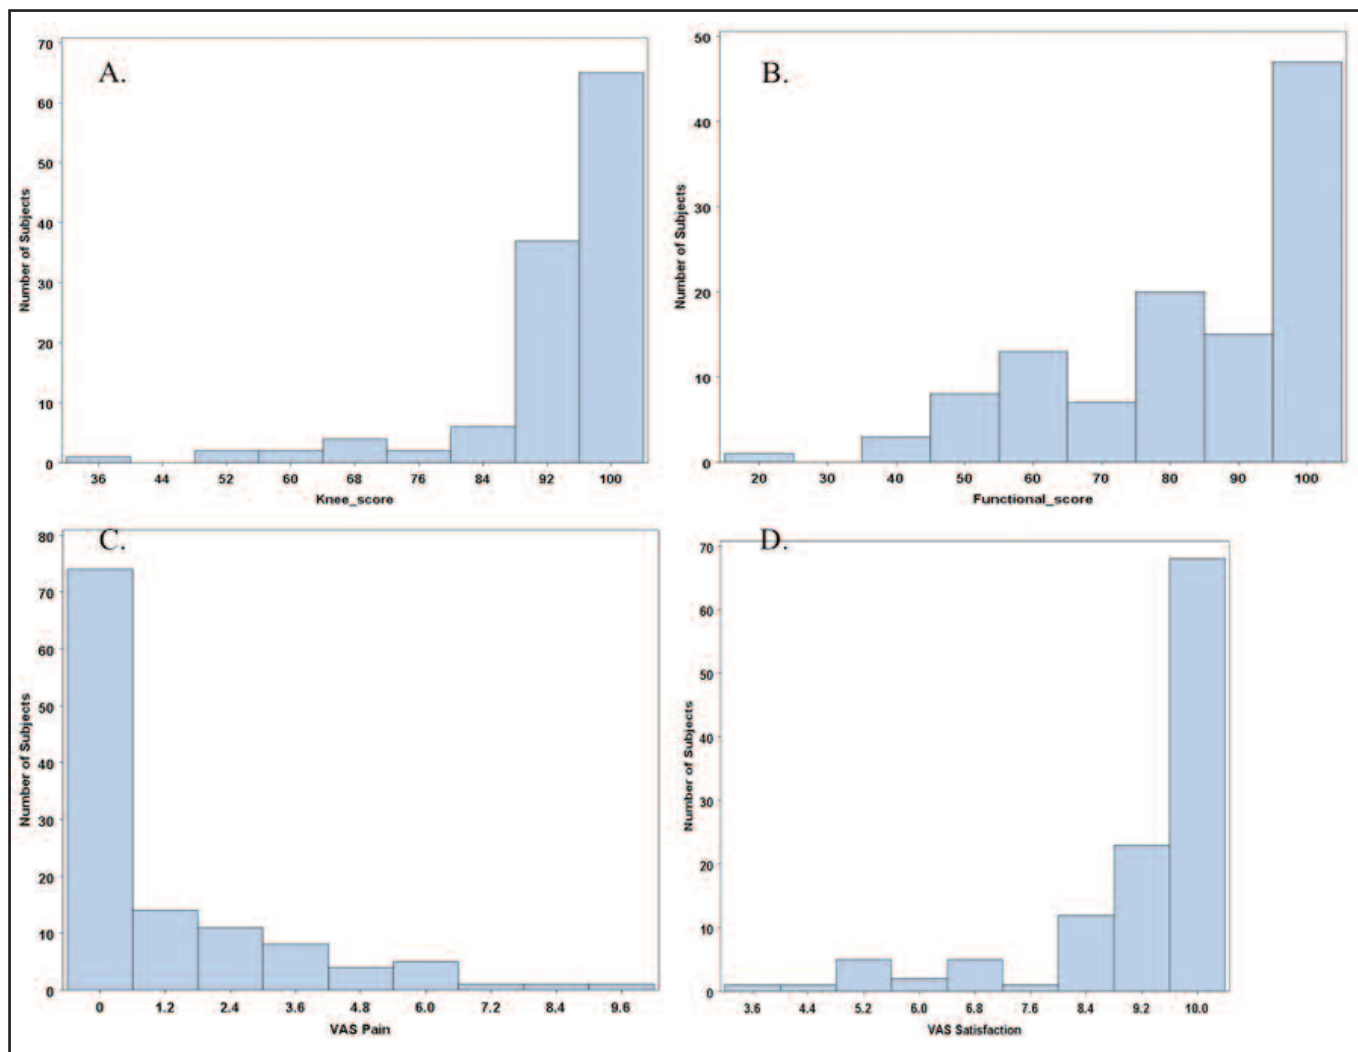 A.
Number of Subjects
70
60
50
40
30
20
10
0
36 44 52 60 68 76 84 92 100
Knee_score
B.
Number of Subjects
50
40
30
20
10
0
20 30 40 50 60 70 80 90 100
Functional_score
C.
Number of Subjects
80
70
60
50
40
30
20
10
0
0 1.2 2.4 3.6 4.8 6.0 7.2 8.4 9.6
VAS Pain
D.
Number of Subjects
70
60
50
40
30
20
10
0
3.6 4.4 5.2 6.0 6.8 7.6 8.4 9.2 10.0
VAS Satisfaction